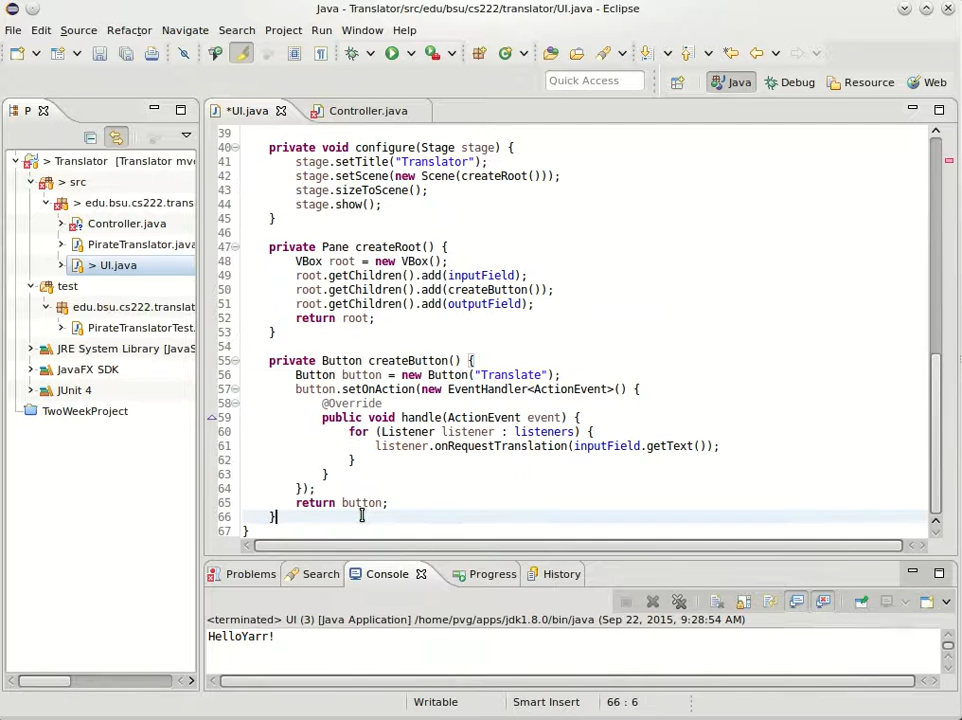 Java - Translator/src/edu/bsu/cs222/translator/UI.java - Eclipse
File Edit Source Refactor Navigate Search Project Run Window Help
Quick Access
Java Debug Resource Web
P
*UI.java Controller.java
Translator [Translator mve
> src
> edu.bsu.cs222.trans
Controller.java
PirateTranslator.java
> UI.java
test
edu.bsu.cs222.translat
PirateTranslatorTest.
JRE System Library [JavaS
JavaFX SDK
JUnit 4
TwoWeekProject
39
40 private void configure(Stage stage) {
41 stage.setTitle("Translator");
42 stage.setScene(new Scene(createRoot()));
43 stage.sizeToScene();
44 stage.show();
45 }
46
47 private Pane createRoot() {
48 VBox root = new VBox();
49 root.getChildren().add(inputField);
50 root.getChildren().add(createButton());
51 root.getChildren().add(outputField);
52 return root;
53 }
54
55 private Button createButton() {
56 Button button = new Button("Translate");
57 button.setOnAction(new EventHandler<ActionEvent>() {
58 @Override
59 public void handle(ActionEvent event) {
60 for (Listener listener : listeners) {
61 listener.onRequestTranslation(inputField.getText());
62 }
63 }
64 });
65 return button;
66 }
67 }
Problems Search Console Progress History
<terminated> UI (3) [Java Application] /home/pvg/apps/jdk1.8.0/bin/java (Sep 22, 2015, 9:28:54 AM)
HelloYarr!
Writable Smart Insert 66 : 6